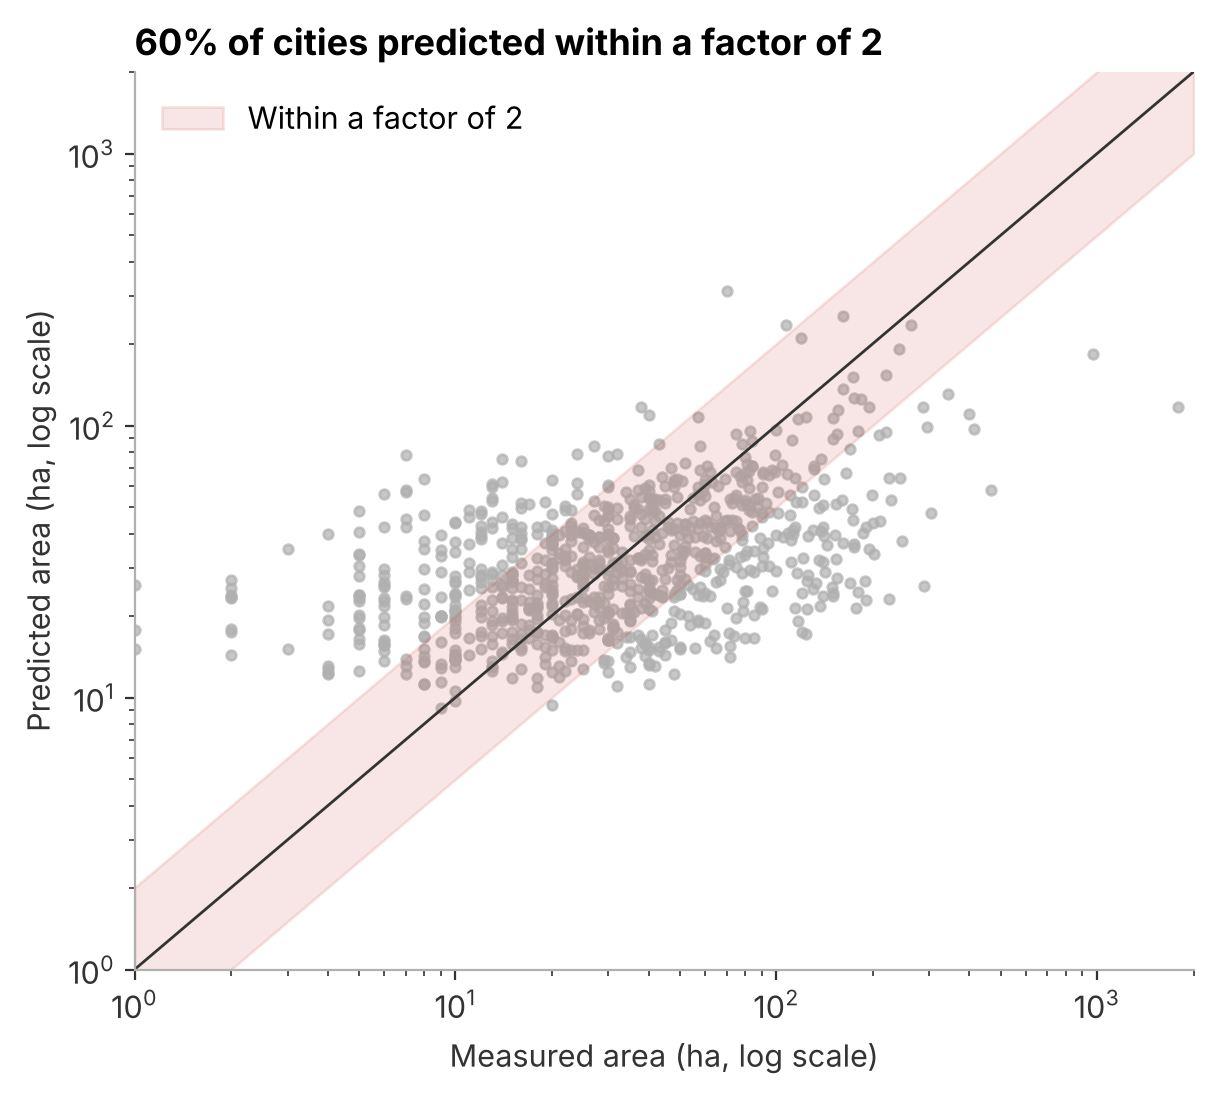 60% of cities predicted within a factor of 2
Within a factor of 2
10³
10²
10¹
10⁰
Predicted area (ha, log scale)
10⁰ 10¹ 10² 10³
Measured area (ha, log scale)